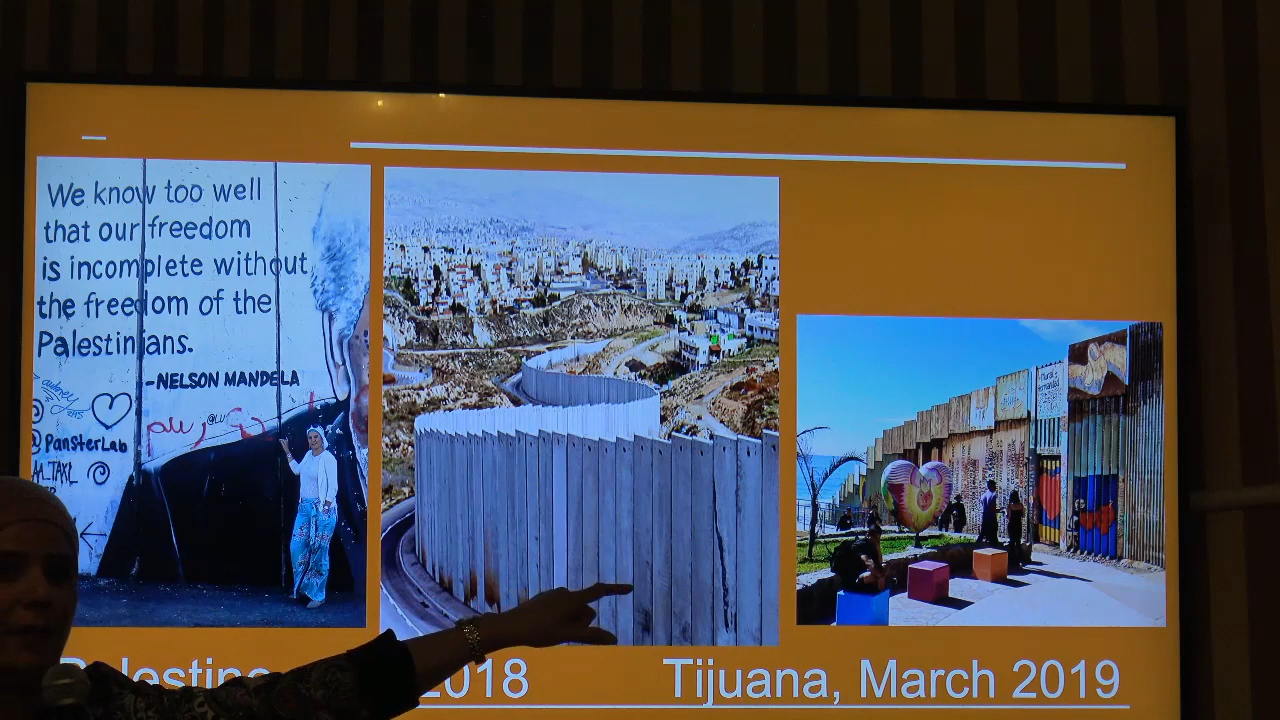 We know too well
that our freedom
is incomplete without
the freedom of the
Palestinians.
-NELSON MANDELA
@PansterLab
2018
Tijuana, March 2019